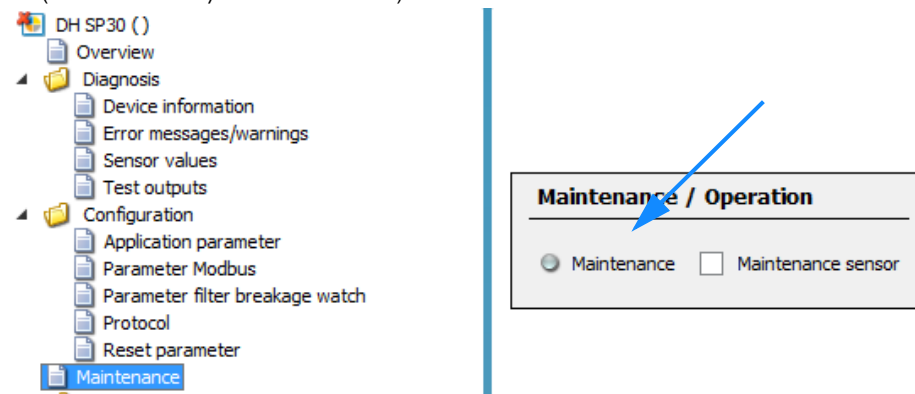 DH SP30 ()
Overview
Diagnosis
Device information
Error messages/warnings
Sensor values
Test outputs
Configuration
Application parameter
Parameter Modbus
Parameter filter breakage watch
Protocol
Reset parameter
Maintenance
Maintenance / Operation
Maintenance Maintenance sensor